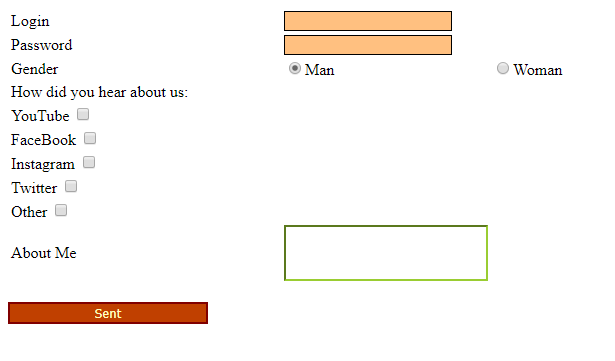 Login
Password
Gender Man Woman
How did you hear about us:
YouTube
FaceBook
Instagram
Twitter
Other
About Me
Sent